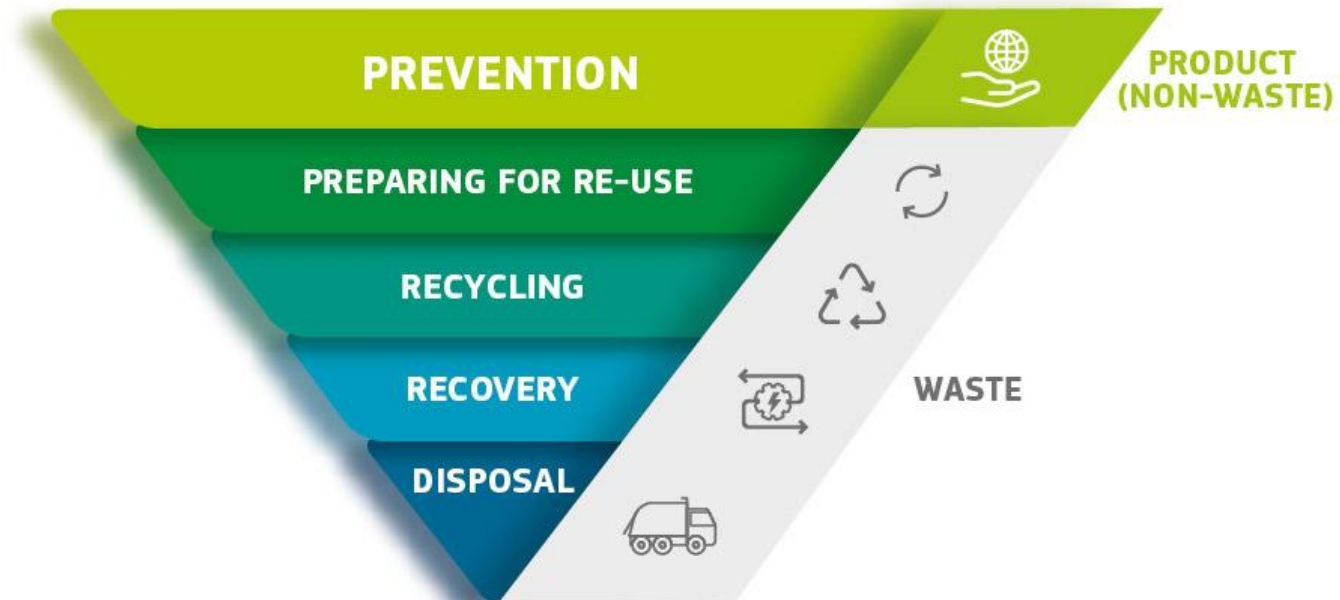 PREVENTION
PRODUCT
(NON-WASTE)
PREPARING FOR RE-USE
RECYCLING
RECOVERY
WASTE
DISPOSAL